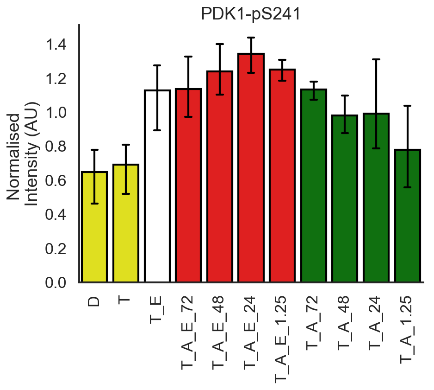 PDK1-pS241
Normalised
Intensity (AU)
1.4
1.2
1.0
0.8
0.6
0.4
0.2
0.0
D
T
T_E
T_A_E_72
T_A_E_48
T_A_E_24
T_A_E_1.25
T_A_72
T_A_48
T_A_24
T_A_1.25